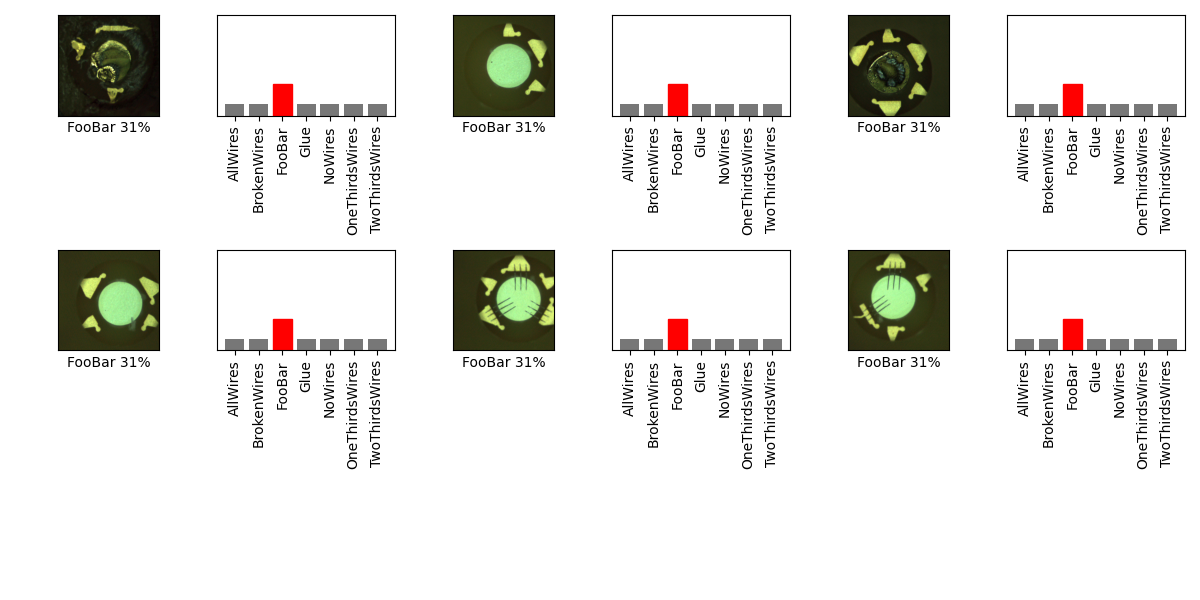 FooBar 31%
AllWires
BrokenWires
FooBar
Glue
NoWires
OneThirdsWires
TwoThirdsWires
FooBar 31%
AllWires
BrokenWires
FooBar
Glue
NoWires
OneThirdsWires
TwoThirdsWires
FooBar 31%
AllWires
BrokenWires
FooBar
Glue
NoWires
OneThirdsWires
TwoThirdsWires
FooBar 31%
AllWires
BrokenWires
FooBar
Glue
NoWires
OneThirdsWires
TwoThirdsWires
FooBar 31%
AllWires
BrokenWires
FooBar
Glue
NoWires
OneThirdsWires
TwoThirdsWires
FooBar 31%
AllWires
BrokenWires
FooBar
Glue
NoWires
OneThirdsWires
TwoThirdsWires